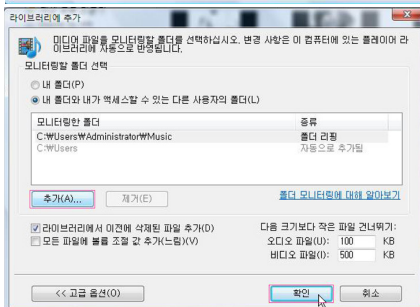 라이브러리에 추가
미디어 파일을 모니터링할 폴더를 선택하십시오. 변경 사항은 이 컴퓨터에 있는 플레이어 라
이브러리에 자동으로 반영됩니다.
모니터링할 폴더 선택
내 폴더(P)
내 폴더와 내가 액세스할 수 있는 다른 사용자의 폴더(L)
모니터링한 폴더 종류
C:₩Users₩Administrator₩Music 폴더 리핑
C:₩Users 자동으로 추가됨
추가(A)... 제거(E) 폴더 모니터링에 대해 알아보기
라이브러리에서 이전에 삭제된 파일 추가(D) 다음 크기보다 작은 파일 건너뛰기:
모든 파일에 볼륨 조절 값 추가(느림)(V) 오디오 파일(U): 100 KB
비디오 파일(I): 500 KB
<< 고급 옵션(O) 확인 취소